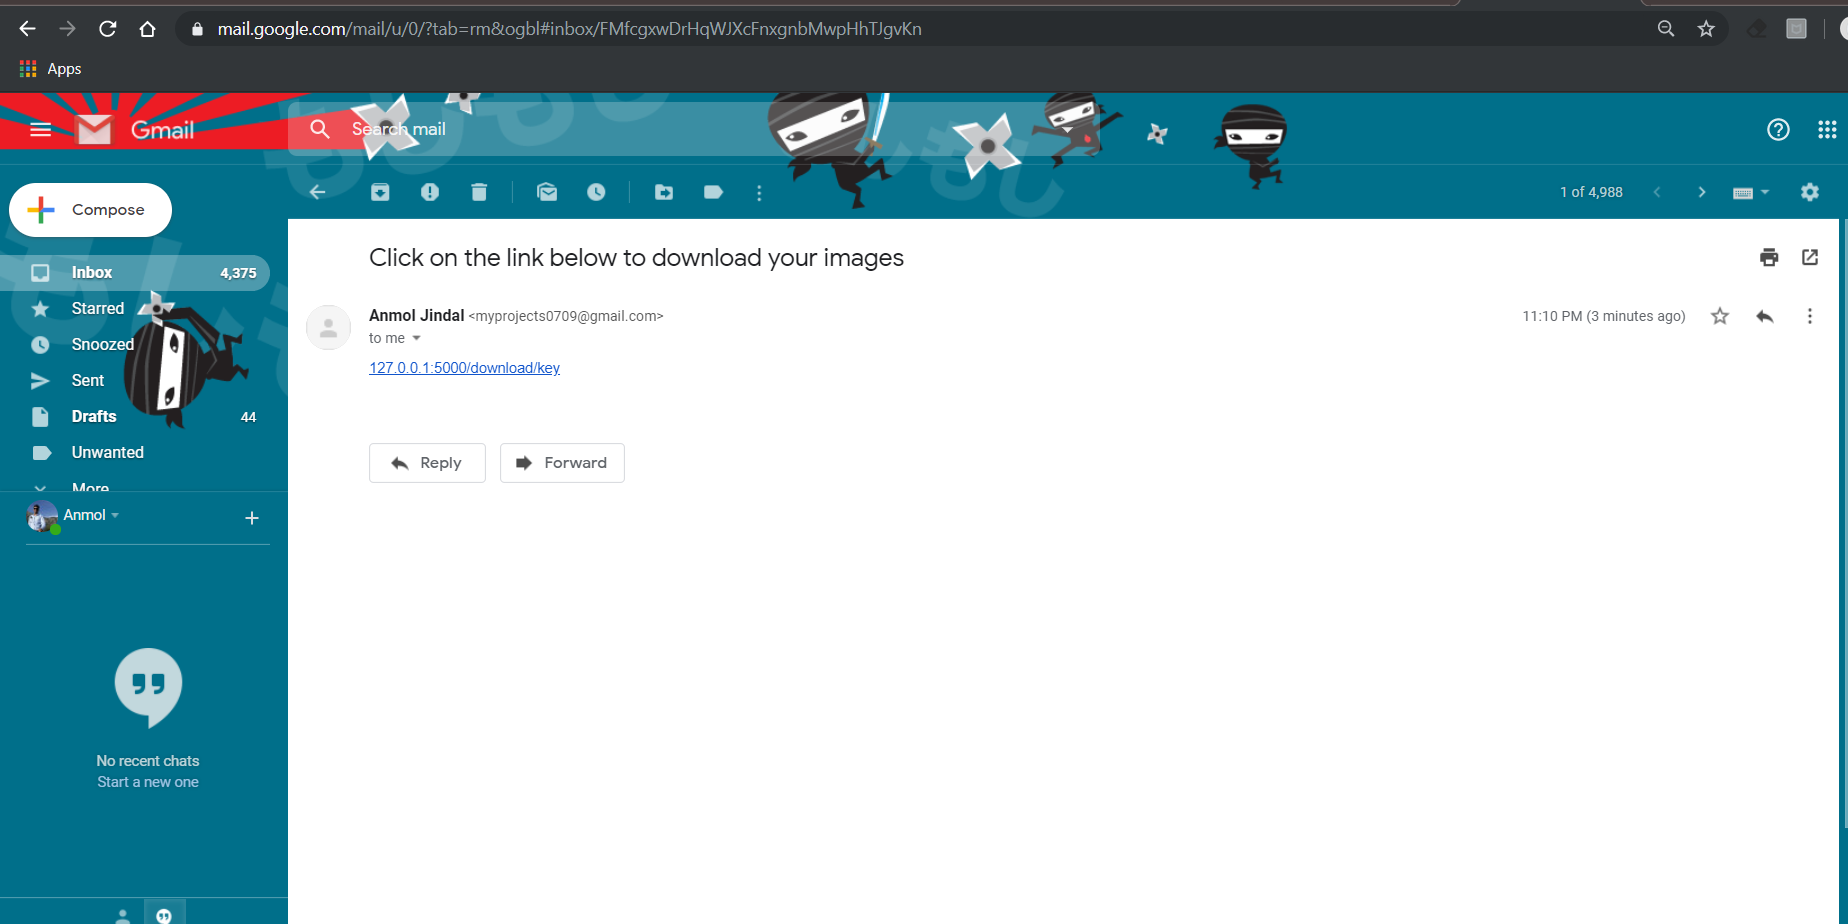 mail.google.com/mail/u/0/?tab=rm&ogbl#inbox/FMfcgxwDrHqWJXcFnxgnbMwpHhTJgvKn
Apps
Gmail
Search mail
Compose
1 of 4,988
Inbox 4,375
Starred
Snoozed
Sent
Drafts 44
Unwanted
More
Anmol
No recent chats
Start a new one
Click on the link below to download your images
Anmol Jindal <myprojects0709@gmail.com>
11:10 PM (3 minutes ago)
to me
127.0.0.1:5000/download/key
Reply
Forward